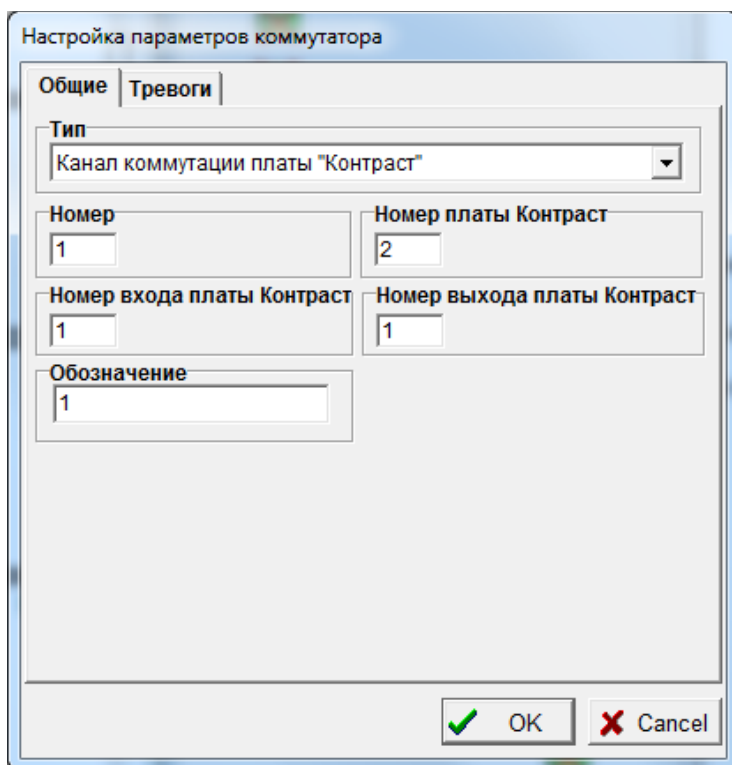 Настройка параметров коммутатора
Общие Тревоги
Тип
Канал коммутации платы "Контраст"
Номер Номер платы Контраст
1 2
Номер входа платы Контраст Номер выхода платы Контраст
1 1
Обозначение
1
OK Cancel